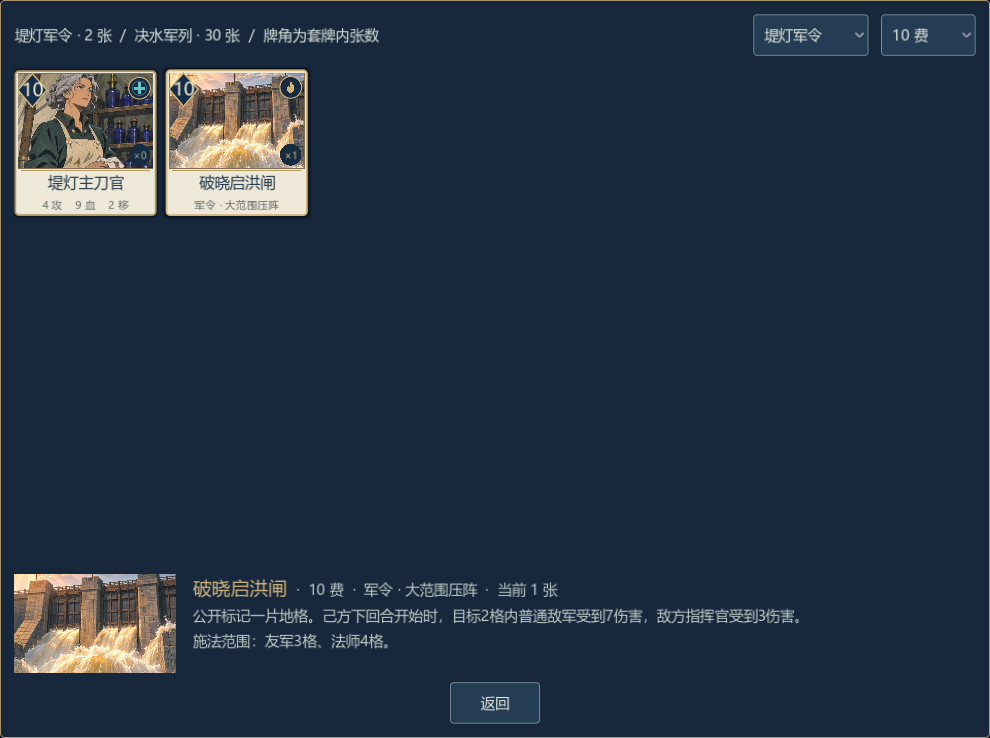 堤灯军令 · 2 张 / 决水军列 · 30 张 / 牌角为套牌内张数
堤灯军令
10 费
10
×0
堤灯主刀官
4 攻 9 血 2 移
10
×1
破晓启洪闸
军令 · 大范围压阵
破晓启洪闸 · 10 费 · 军令 · 大范围压阵 · 当前 1 张
公开标记一片地格。己方下回合开始时，目标2格内普通敌军受到7伤害，敌方指挥官受到3伤害。
施法范围：友军3格、法师4格。
返回